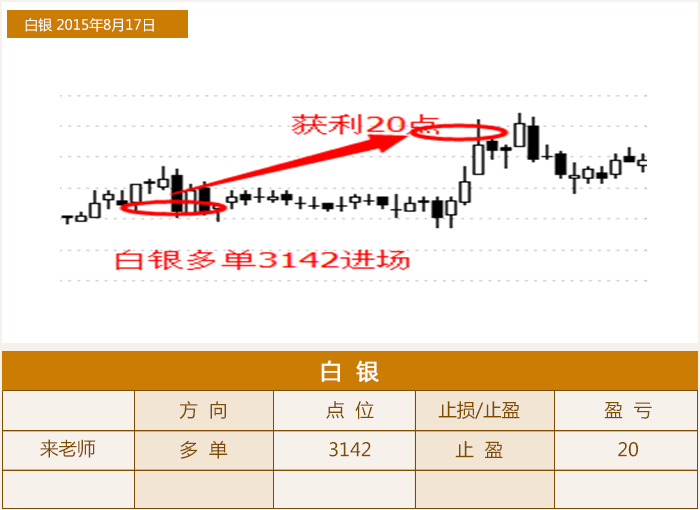 白银 2015年8月17日
获利20点
白银多单3142进场
白 银
方 向 点 位 止损/止盈 盈 亏
来老师 多 单 3142 止 盈 20